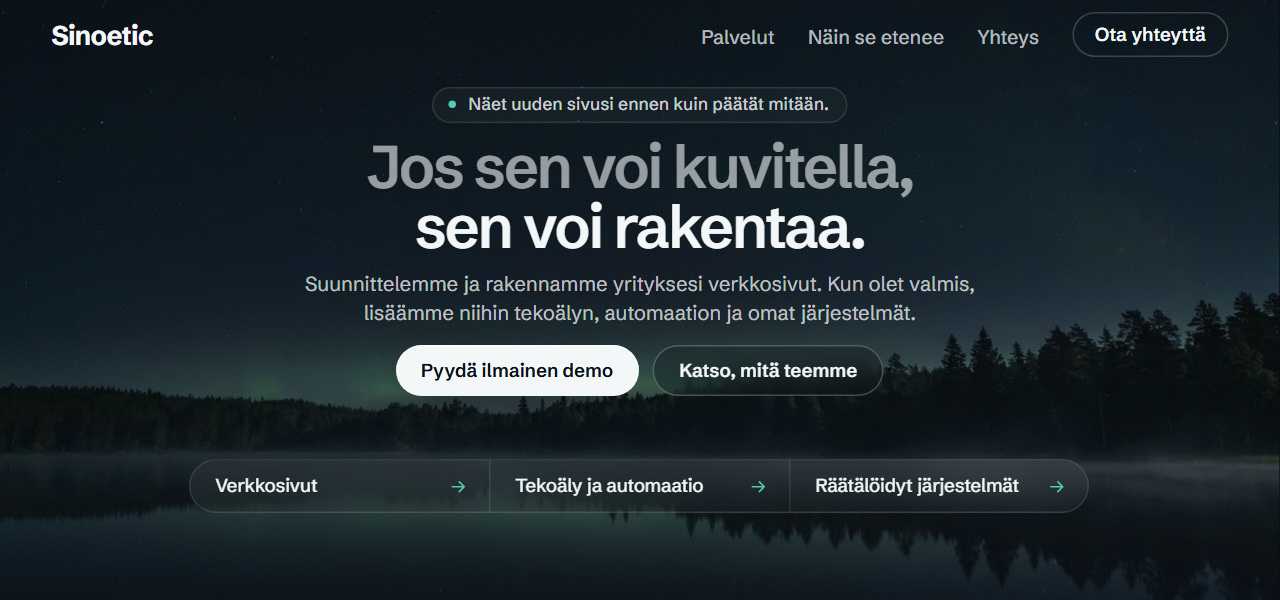 Sinoetic
Palvelut
Näin se etenee
Yhteys
Ota yhteyttä
Näet uuden sivusi ennen kuin päätät mitään.
Jos sen voi kuvitella,
sen voi rakentaa.
Suunnittelemme ja rakennamme yrityksesi verkkosivut. Kun olet valmis,
lisäämme niihin tekoälyn, automaation ja omat järjestelmät.
Pyydä ilmainen demo
Katso, mitä teemme
Verkkosivut →
Tekoäly ja automaatio →
Räätälöidyt järjestelmät →